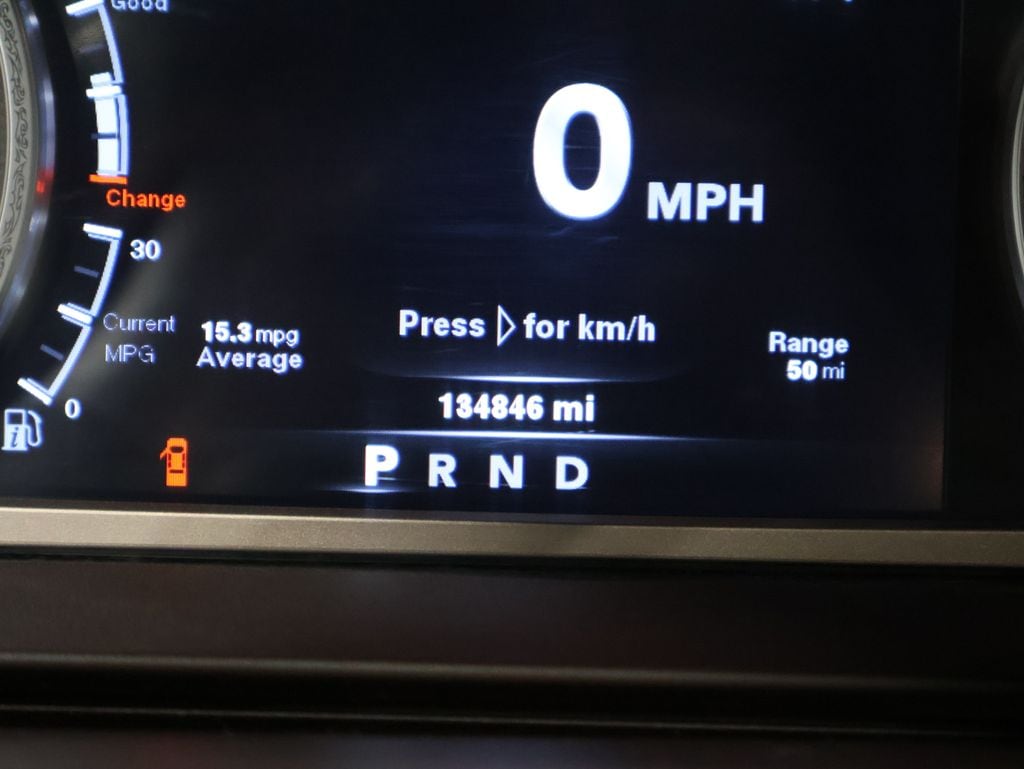 Good
0 MPH
Change
30
Current
MPG
15.3 mpg
Average
Press ▷ for km/h
Range
50 mi
134846 mi
0
i
P R N D